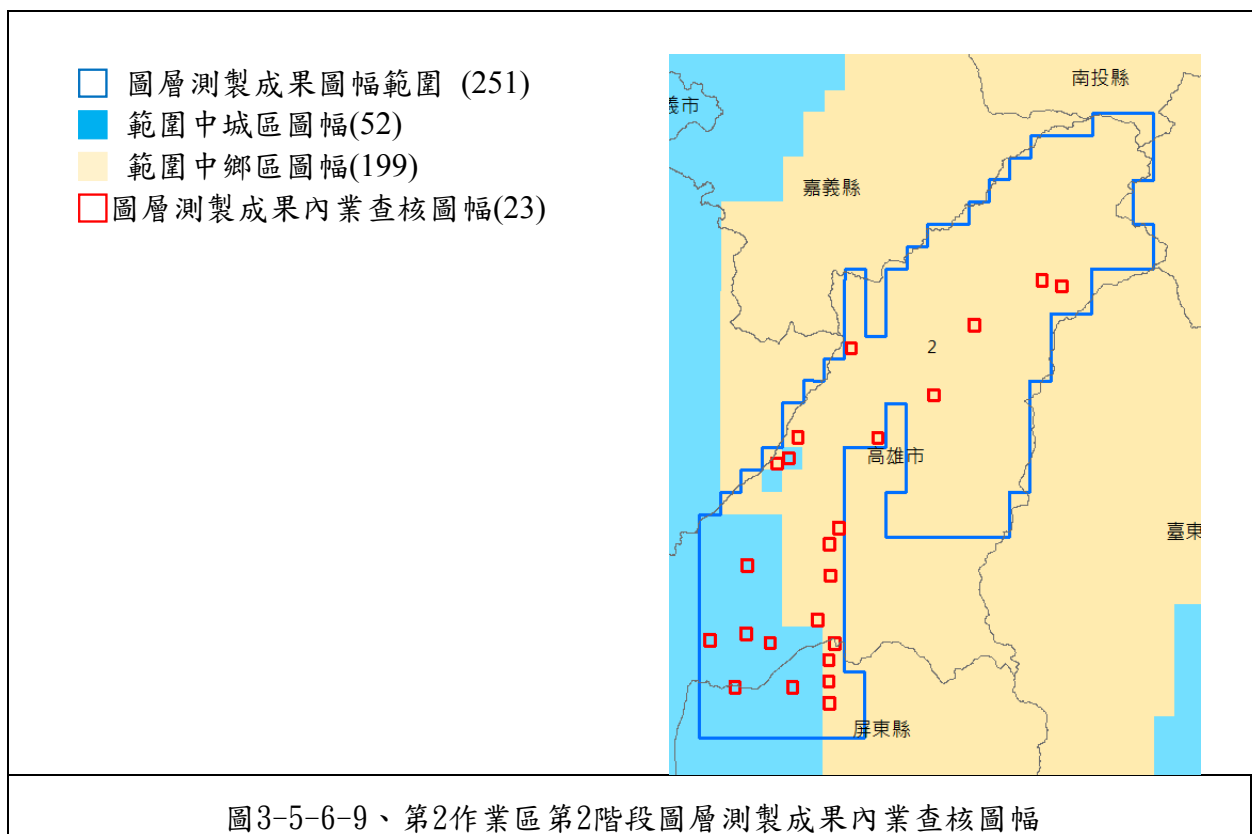 圖層測製成果圖幅範圍 (251)
範圍中城區圖幅(52)
範圍中鄉區圖幅(199)
圖層測製成果內業查核圖幅(23)
南投縣
義市
嘉義縣
2
高雄市
臺東
屏東縣
圖3-5-6-9、第2作業區第2階段圖層測製成果內業查核圖幅